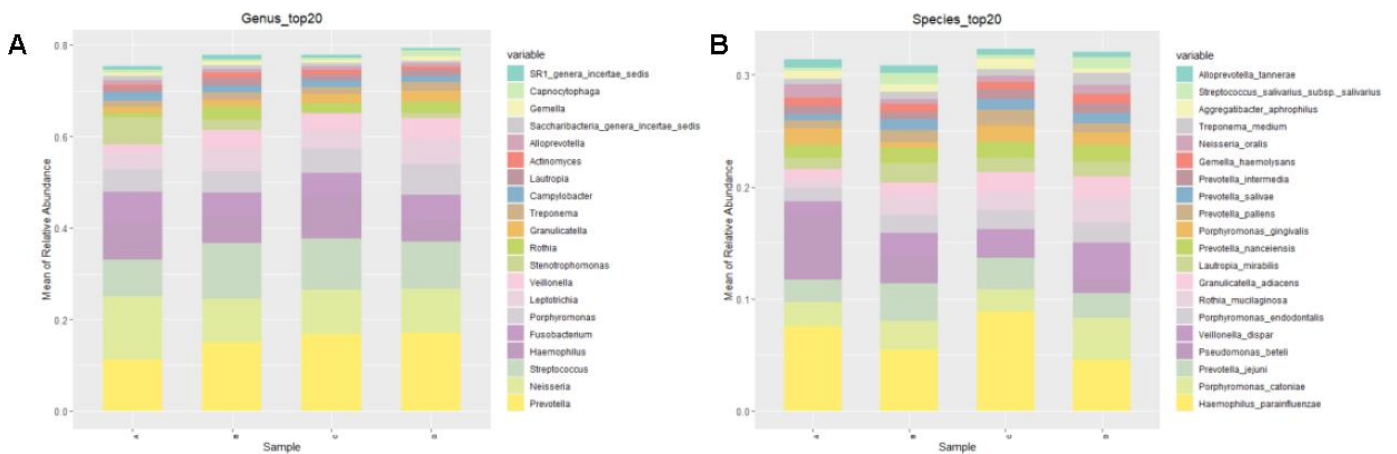 A
Genus_top20
Mean of Relative Abundance
0.8
0.6
0.4
0.2
0.0
A
B
C
D
Sample
variable
SR1_genera_incertae_sedis
Capnocytophaga
Gemella
Saccharibacteria_genera_incertae_sedis
Alloprevotella
Actinomyces
Lautropia
Campylobacter
Treponema
Granulicatella
Rothia
Stenotrophomonas
Veillonella
Leptotrichia
Porphyromonas
Fusobacterium
Haemophilus
Streptococcus
Neisseria
Prevotella
B
Species_top20
Mean of Relative Abundance
0.3
0.2
0.1
0.0
A
B
C
D
Sample
variable
Alloprevotella_tannerae
Streptococcus_salivarius_subsp._salivarius
Aggregatibacter_aphrophilus
Treponema_medium
Neisseria_oralis
Gemella_haemolysans
Prevotella_intermedia
Prevotella_salivae
Prevotella_pallens
Porphyromonas_gingivalis
Prevotella_nanceiensis
Lautropia_mirabilis
Granulicatella_adiacens
Rothia_mucilaginosa
Porphyromonas_endodontalis
Veillonella_dispar
Pseudomonas_beteli
Prevotella_jejuni
Porphyromonas_catoniae
Haemophilus_parainfluenzae